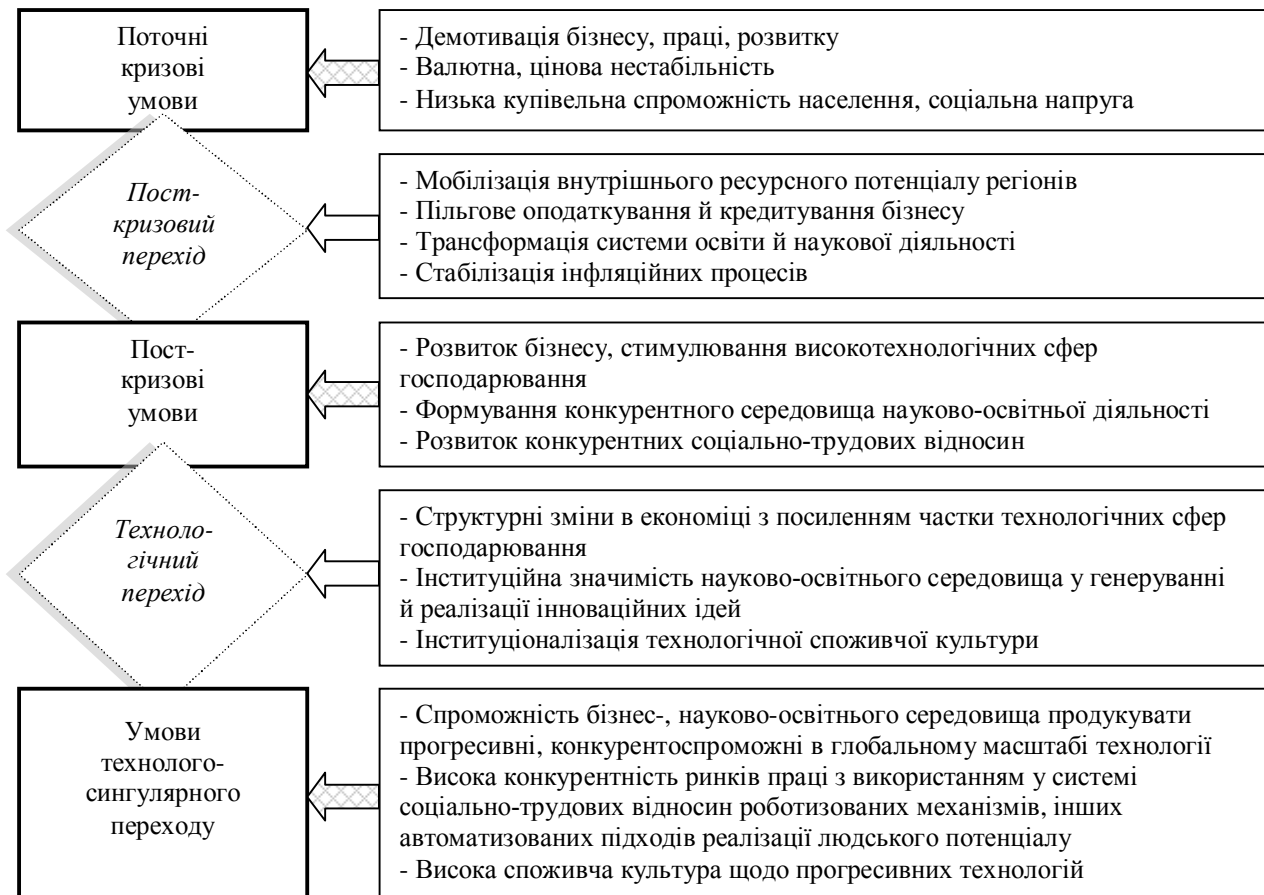 Поточні
кризові
умови
- Демотивація бізнесу, праці, розвитку
- Валютна, цінова нестабільність
- Низька купівельна спроможність населення, соціальна напруга
Пост-
кризовий
перехід
- Мобілізація внутрішнього ресурсного потенціалу регіонів
- Пільгове оподаткування й кредитування бізнесу
- Трансформація системи освіти й наукової діяльності
- Стабілізація інфляційних процесів
Пост-
кризові
умови
- Розвиток бізнесу, стимулювання високотехнологічних сфер
господарювання
- Формування конкурентного середовища науково-освітньої діяльності
- Розвиток конкурентних соціально-трудових відносин
Техноло-
гічний
перехід
- Структурні зміни в економіці з посиленням частки технологічних сфер
господарювання
- Інституційна значимість науково-освітнього середовища у генеруванні
й реалізації інноваційних ідей
- Інституціоналізація технологічної споживчої культури
Умови
технолого-
сингулярного
переходу
- Спроможність бізнес-, науково-освітнього середовища продукувати
прогресивні, конкурентоспроможні в глобальному масштабі технології
- Висока конкурентність ринків праці з використанням у системі
соціально-трудових відносин роботизованих механізмів, інших
автоматизованих підходів реалізації людського потенціалу
- Висока споживча культура щодо прогресивних технологій